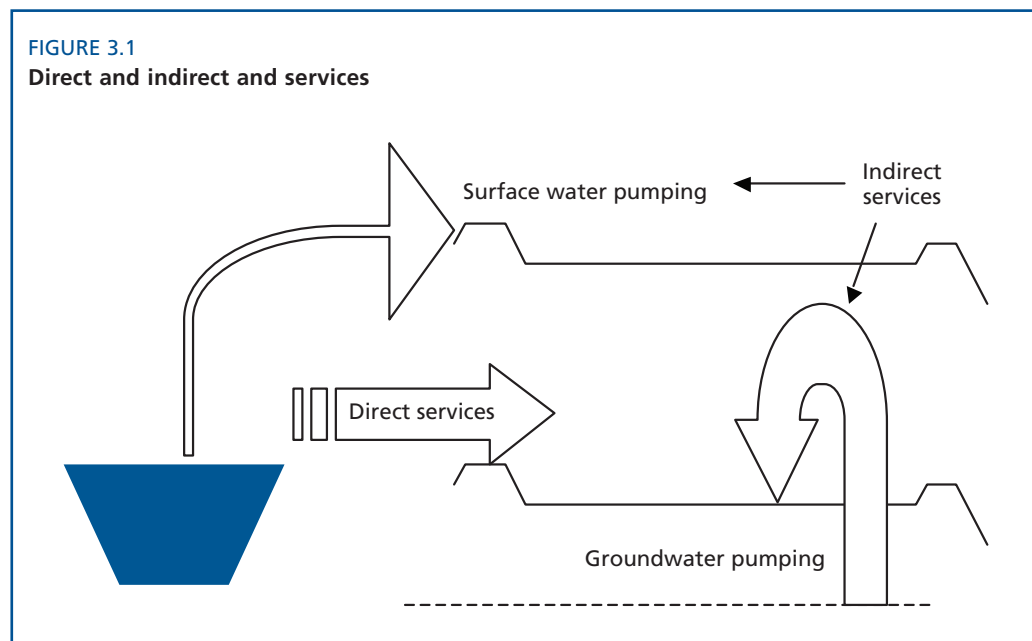 FIGURE 3.1
Direct and indirect and services
Surface water pumping
Indirect
services
Direct services
Groundwater pumping